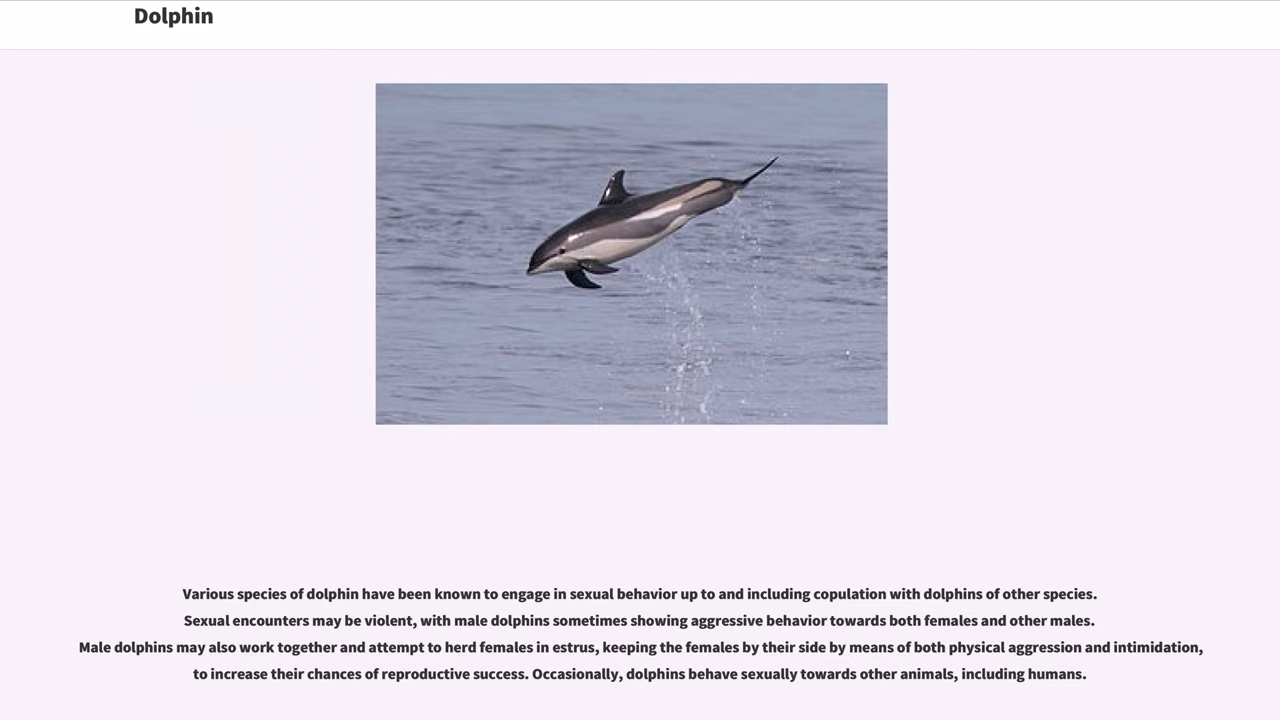 Dolphin
Various species of dolphin have been known to engage in sexual behavior up to and including copulation with dolphins of other species.
Sexual encounters may be violent, with male dolphins sometimes showing aggressive behavior towards both females and other males.
Male dolphins may also work together and attempt to herd females in estrus, keeping the females by their side by means of both physical aggression and intimidation,
to increase their chances of reproductive success. Occasionally, dolphins behave sexually towards other animals, including humans.